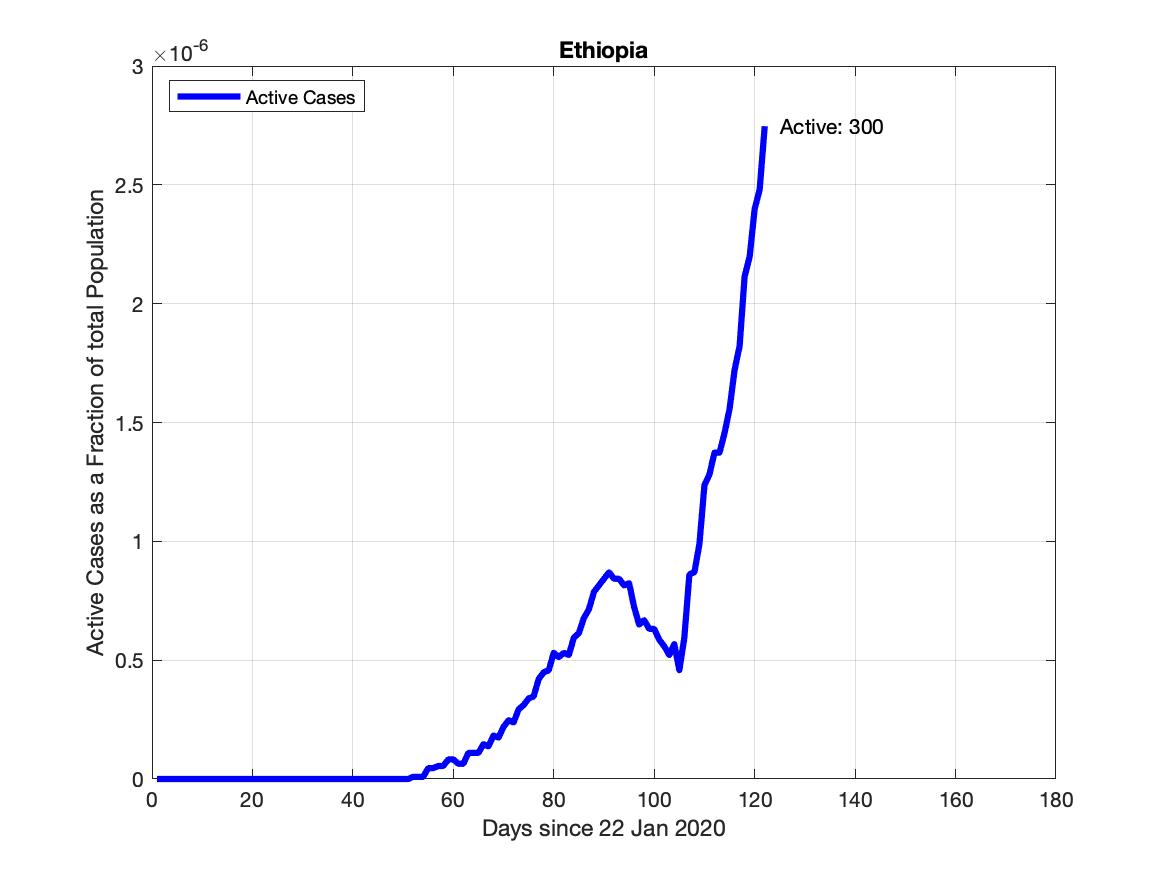 Ethiopia
×10-6
3
2.5
2
1.5
1
0.5
0
Active Cases
Active: 300
Active Cases as a Fraction of total Population
0 20 40 60 80 100 120 140 160 180
Days since 22 Jan 2020